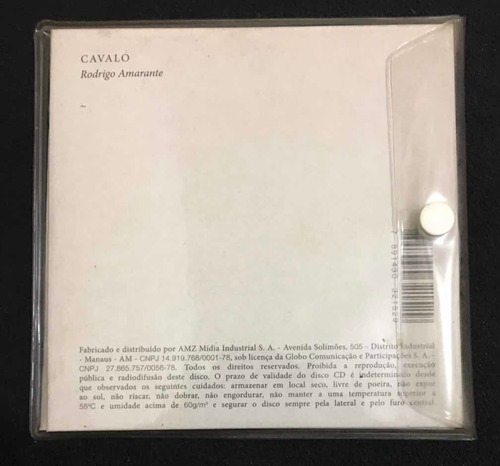 CAVALO
Rodrigo Amarante
~
7 891430 321529
Fabricado e distribuído por AMZ Mídia Industrial S. A. - Avenida Solimões, 505 - Distrito Industrial
- Manaus - AM - CNPJ 14.919.768/0001-78, sob licença da Globo Comunicação e Participações S. A. -
CNPJ 27.865.757/0056-78. Todos os direitos reservados. Proibida a reprodução, execução
pública e radiodifusão deste disco. O prazo de validade do disco CD é indeterminado desde
que observados os seguintes cuidados: armazenar em local seco, livre de poeira, não expor
ao sol, não riscar, não dobrar, não engordurar, não manter a uma temperatura superior a
55ºC e umidade acima de 60g/m³ e segurar o disco sempre pela lateral e pelo furo central.